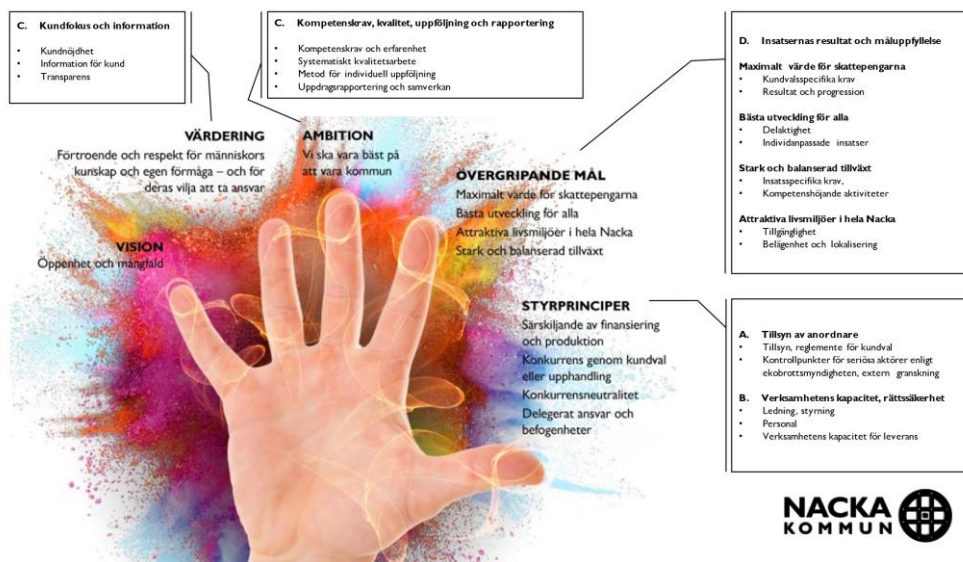 C. Kundfokus och information
• Kundnöjdhet
• Information för kund
• Transparens
C. Kompetenskrav, kvalitet, uppföljning och rapportering
• Kompetenskrav och erfarenhet
• Systematiskt kvalitetsarbete
• Metod för individuell uppföljning
• Uppdragsrapportering och samverkan
D. Insatsernas resultat och måluppfyllelse
Maximalt värde för skattepengarna
• Kundvalsspecifika krav
• Resultat och progression
Bästa utveckling för alla
• Delaktighet
• Individanpassade insatser
Stark och balanserad tillväxt
• Insatsspecifika krav,
• Kompetenshöjande aktiviteter
Attraktiva livsmiljöer i hela Nacka
• Tillgänglighet
• Belägenhet och lokalisering
VÄRDERING
Förtroende och respekt för människors
kunskap och egen förmåga – och för
deras vilja att ta ansvar
AMBITION
Vi ska vara bäst på
att vara kommun
ÖVERGRIPANDE MÅL
Maximalt värde för skattepengarna
Bästa utveckling för alla
Attraktiva livsmiljöer i hela Nacka
Stark och balanserad tillväxt
VISION
Öppenhet och mångfald
STYRPRINCIPER
Särskiljande av finansiering
och produktion
Konkurrens genom kundval
eller upphandling
Konkurrensneutralitet
Delegerat ansvar och
befogenheter
A. Tillsyn av anordnare
• Tillsyn, reglemente för kundval
• Kontrollpunkter för seriösa aktörer enligt
ekobrottsmyndigheten, extern granskning
B. Verksamhetens kapacitet, rättssäkerhet
• Ledning, styrning
• Personal
• Verksamhetens kapacitet för leverans
NACKA
KOMMUN